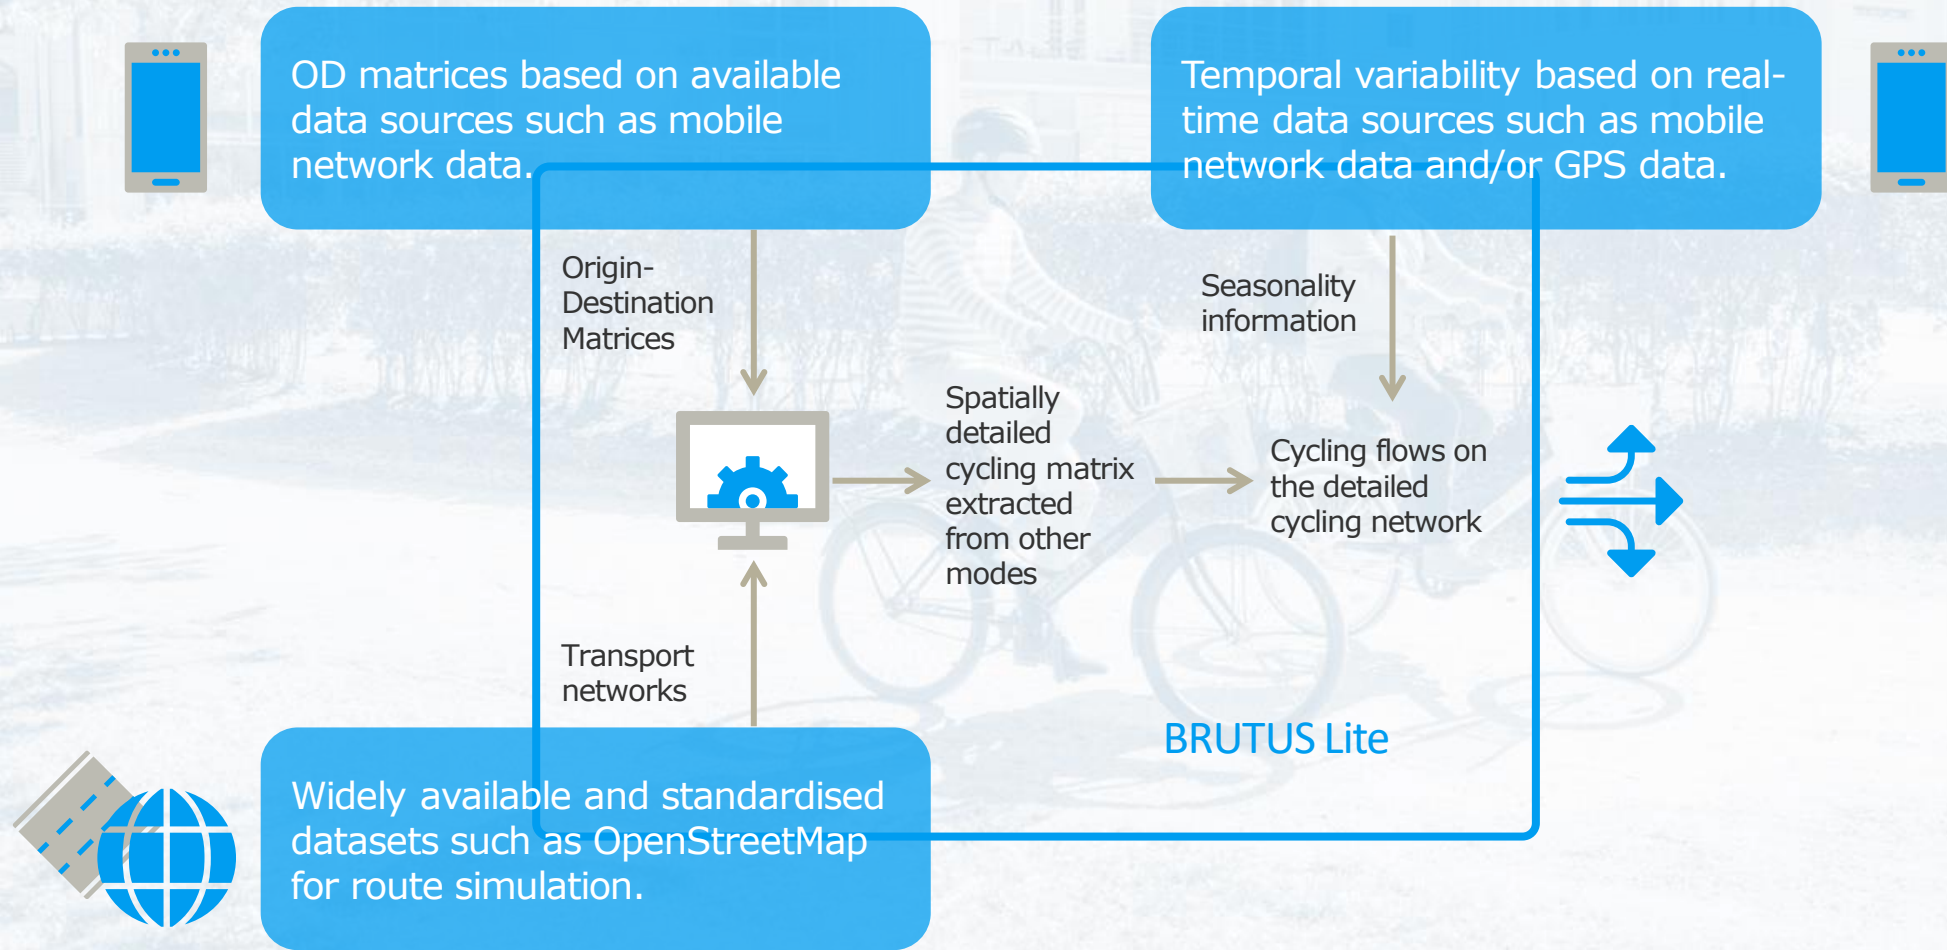 OD matrices based on available
data sources such as mobile
network data.
Temporal variability based on real-
time data sources such as mobile
network data and/or GPS data.
Origin-
Destination
Matrices
Seasonality
information
Spatially
detailed
cycling matrix
extracted
from other
modes
Cycling flows on
the detailed
cycling network
Transport
networks
BRUTUS Lite
Widely available and standardised
datasets such as OpenStreetMap
for route simulation.